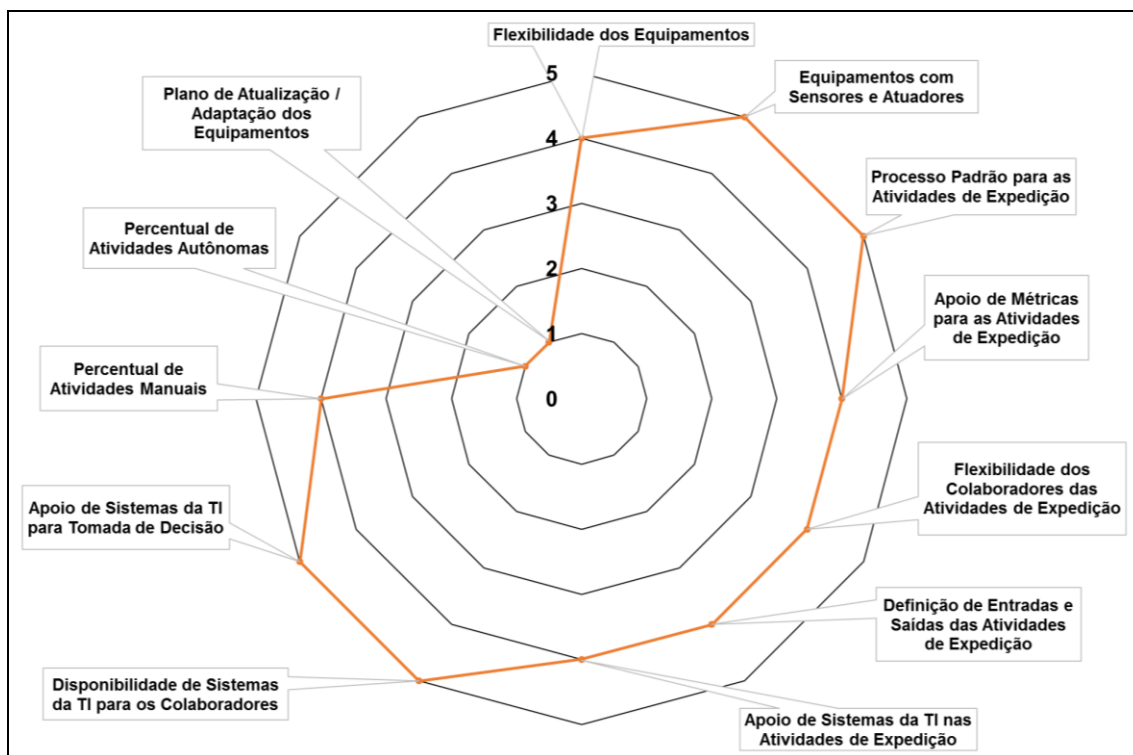 Flexibilidade dos Equipamentos
Equipamentos com
Sensores e Atuadores
Processo Padrão para as
Atividades de Expedição
Apoio de Métricas
para as Atividades
de Expedição
Flexibilidade dos
Colaboradores das
Atividades de Expedição
Definição de Entradas e
Saídas das Atividades
de Expedição
Apoio de Sistemas da TI nas
Atividades de Expedição
Disponibilidade de Sistemas
da TI para os Colaboradores
Apoio de Sistemas da TI
para Tomada de Decisão
Percentual de
Atividades Manuais
Percentual de
Atividades Autônomas
Plano de Atualização /
Adaptação dos
Equipamentos
5
4
3
2
1
0